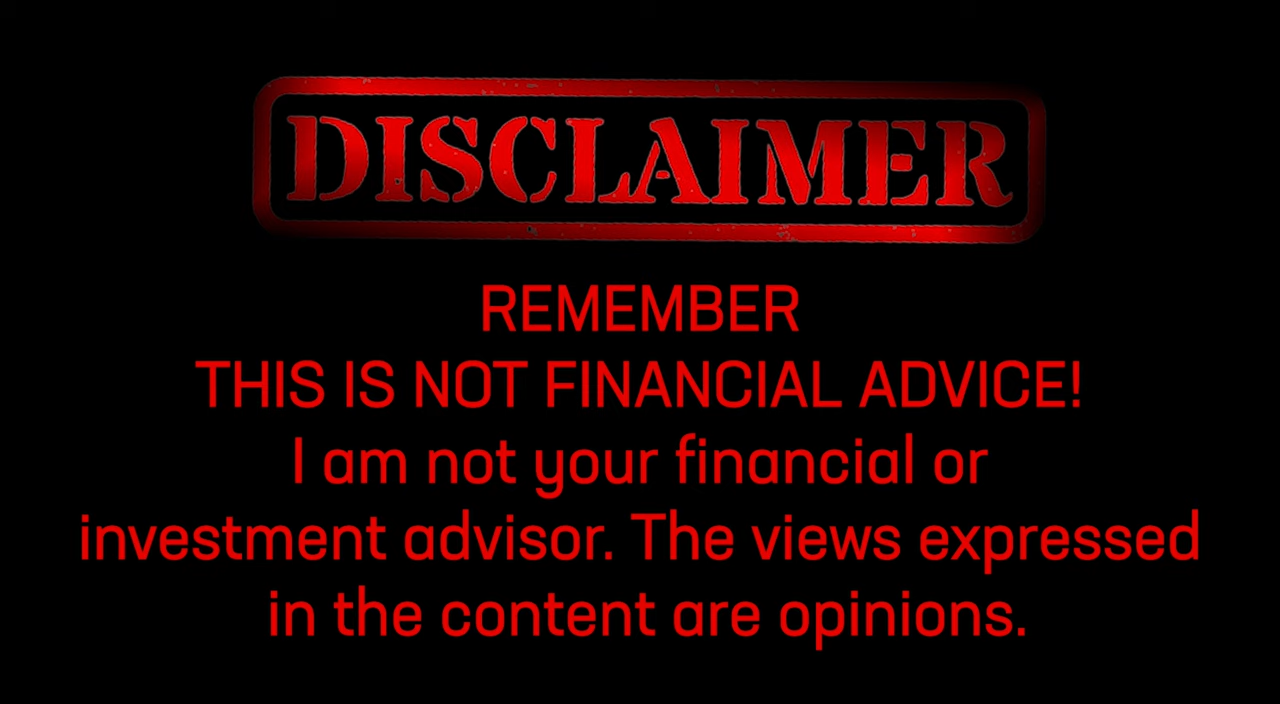 DISCLAIMER
REMEMBER
THIS IS NOT FINANCIAL ADVICE!
I am not your financial or
investment advisor. The views expressed
in the content are opinions.